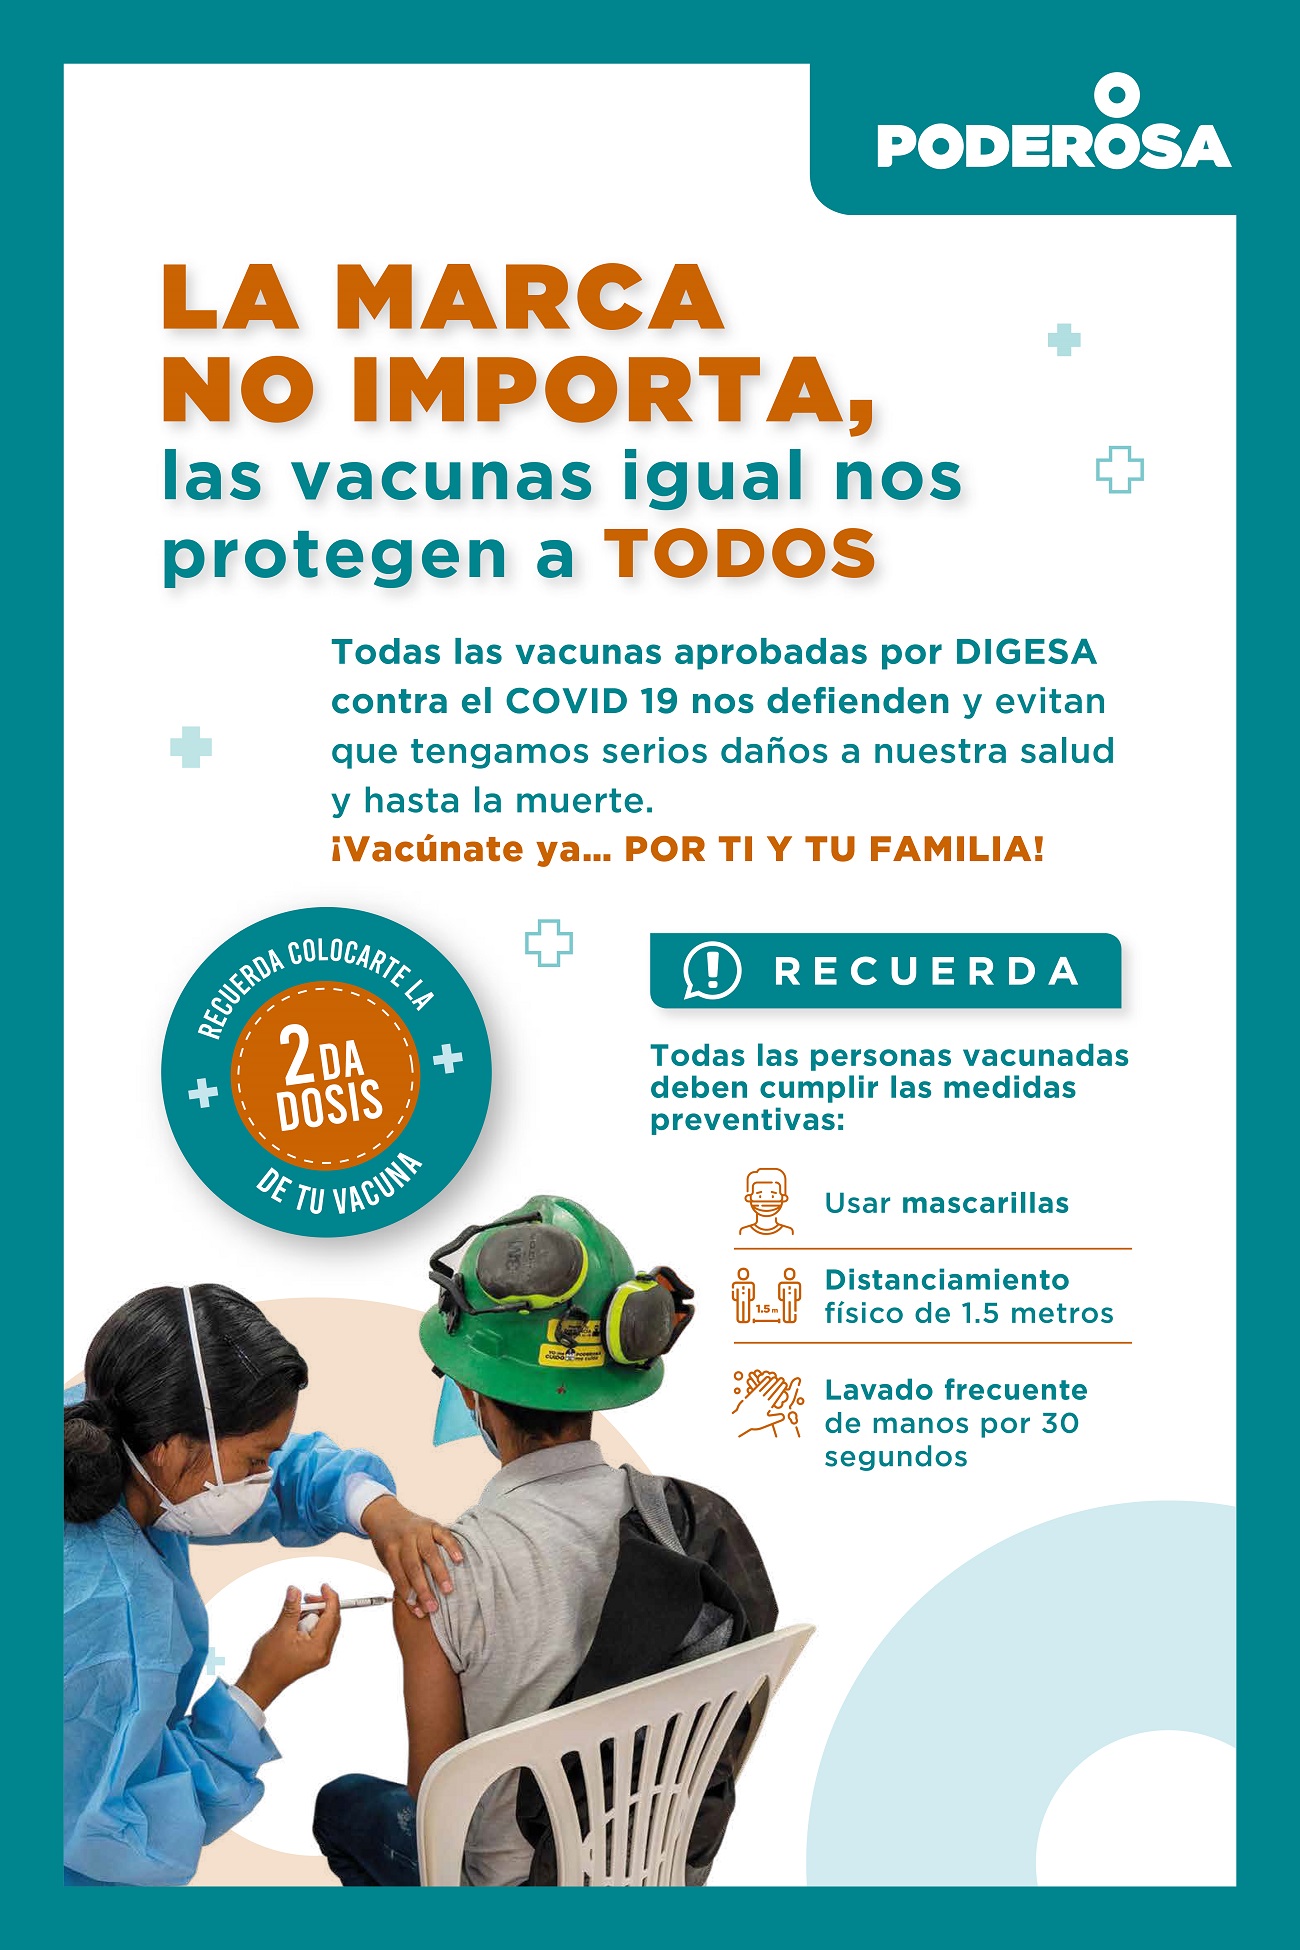 PODEROSA
LA MARCA
NO IMPORTA,
las vacunas igual nos
protegen a TODOS
Todas las vacunas aprobadas por DIGESA
contra el COVID 19 nos defienden y evitan
que tengamos serios daños a nuestra salud
y hasta la muerte.
¡Vacúnate ya... POR TI Y TU FAMILIA!
RECUERDA COLOCARTE LA
2DA
DOSIS
DE TU VACUNA
RECUERDA
Todas las personas vacunadas
deben cumplir las medidas
preventivas:
Usar mascarillas
1.5 m
Distanciamiento
físico de 1.5 metros
Lavado frecuente
de manos por 30
segundos
3M